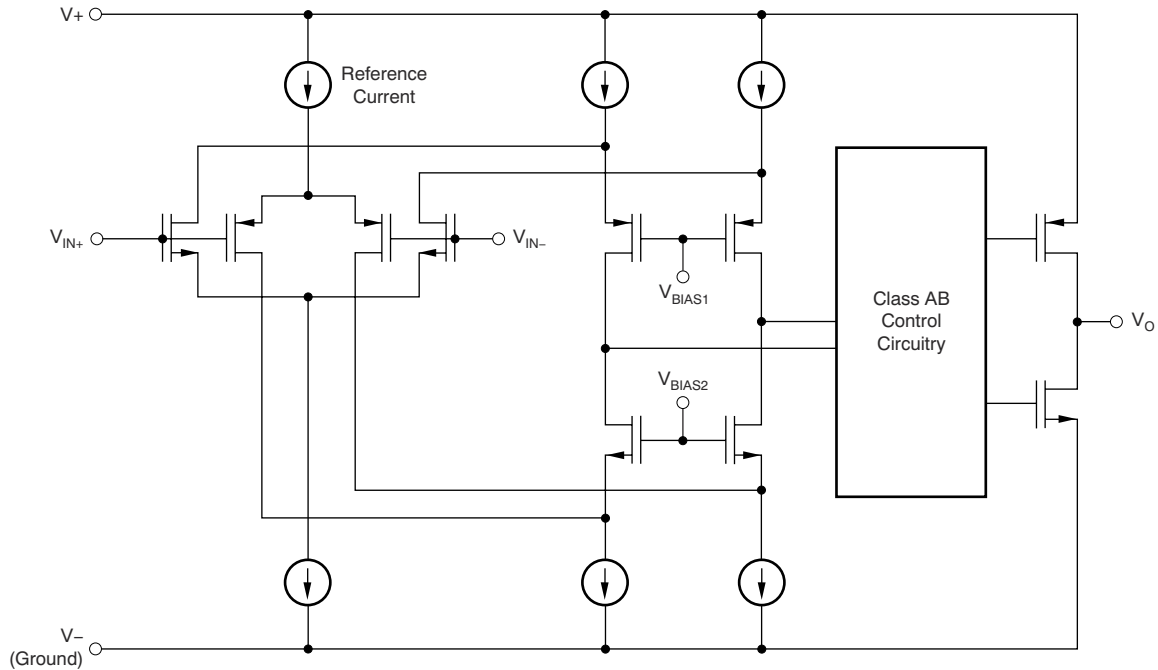 V+
Reference
Current
VIN+
VIN−
VBIAS1
VBIAS2
Class AB
Control
Circuitry
VO
V−
(Ground)